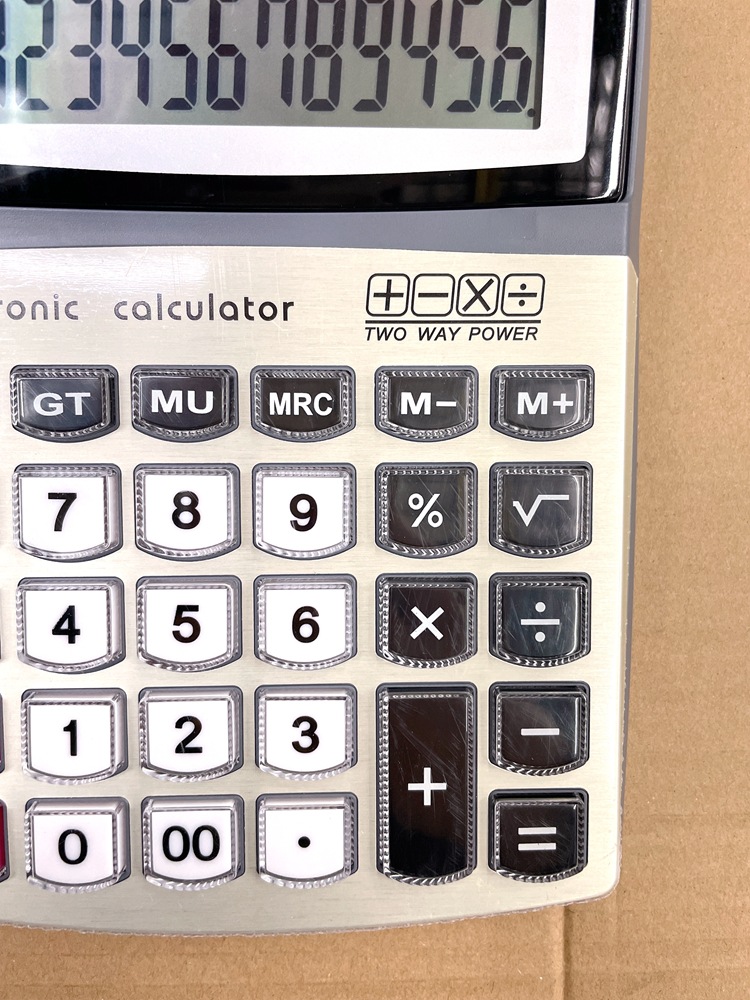 234566789456.
ronic calculator
+ − × ÷
TWO WAY POWER
GT MU MRC M− M+
7 8 9 % √
4 5 6 × ÷
1 2 3 + −
0 00 • =